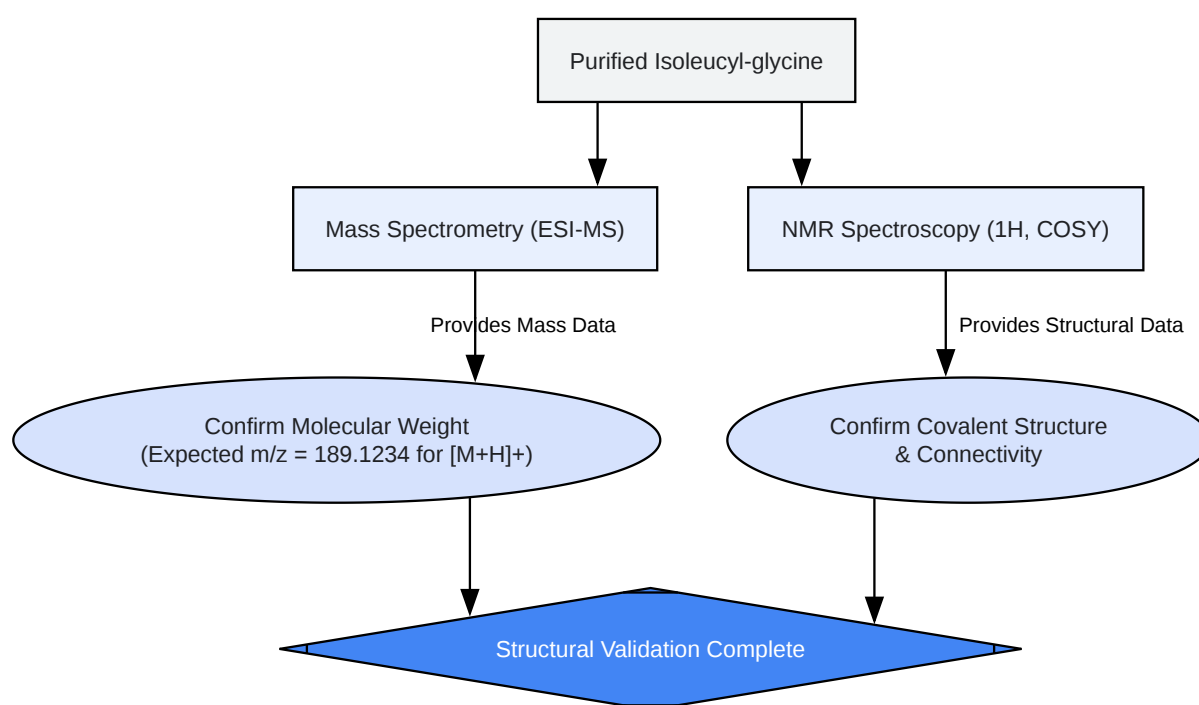 Purified Isoleucyl-glycine
Mass Spectrometry (ESI-MS)
NMR Spectroscopy (1H, COSY)
Provides Mass Data
Provides Structural Data
Confirm Molecular Weight
(Expected m/z = 189.1234 for [M+H]+)
Confirm Covalent Structure
& Connectivity
Structural Validation Complete